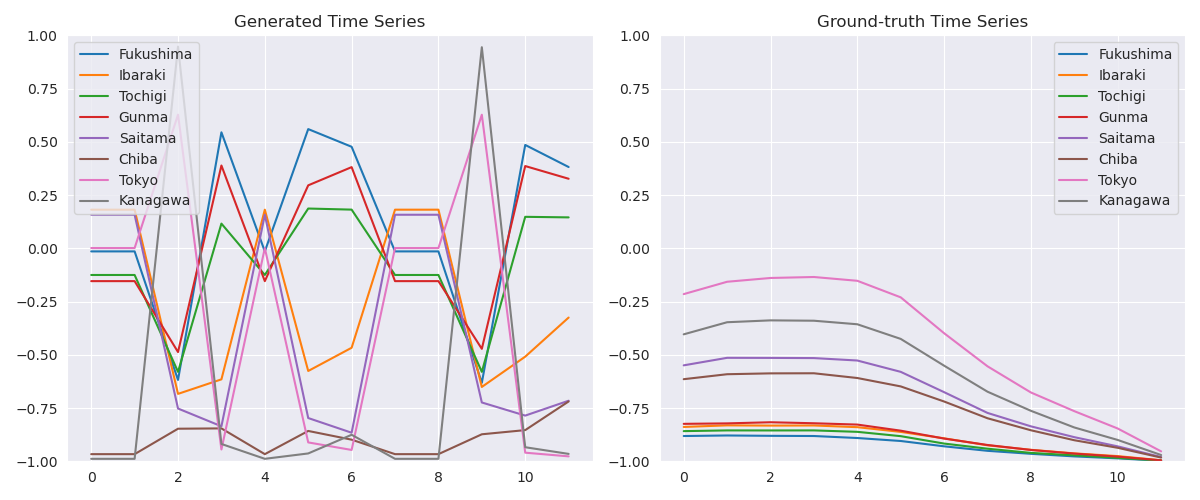 Generated Time Series
1.00
0.75
0.50
0.25
0.00
−0.25
−0.50
−0.75
−1.00
0 2 4 6 8 10
Fukushima
Ibaraki
Tochigi
Gunma
Saitama
Chiba
Tokyo
Kanagawa
Ground-truth Time Series
1.00
0.75
0.50
0.25
0.00
−0.25
−0.50
−0.75
−1.00
0 2 4 6 8 10
Fukushima
Ibaraki
Tochigi
Gunma
Saitama
Chiba
Tokyo
Kanagawa